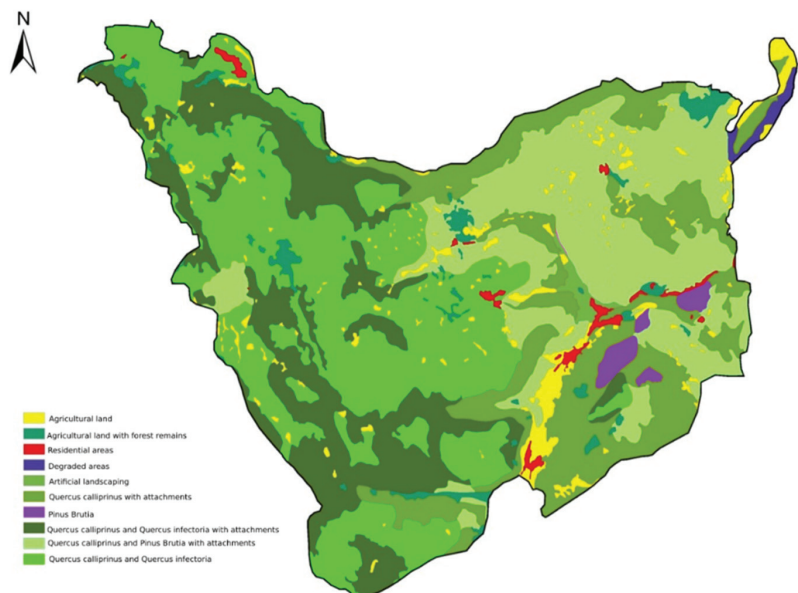 N
Agricultural land
Agricultural land with forest remains
Residential areas
Degraded areas
Artificial landscaping
Quercus calliprinus with attachments
Pinus Brutia
Quercus calliprinus and Quercus infectoria with attachments
Quercus calliprinus and Pinus Brutia with attachments
Quercus calliprinus and Quercus infectoria